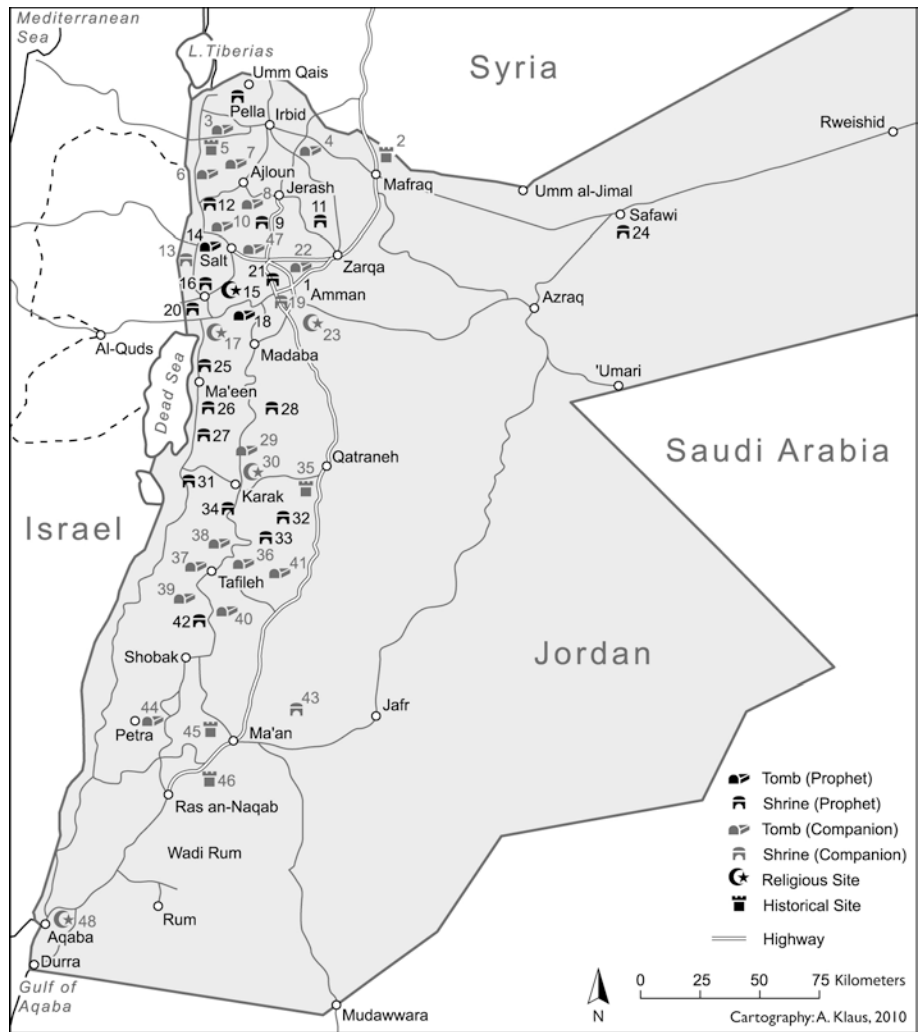 Mediterranean
Sea
L. Tiberias
Syria
Umm Qais
Pella
Irbid
Rweishid
3
4
2
5
7
6
Ajloun
Mafraq
Umm al-Jimal
8
Jerash
12
11
Safawi
10
9
24
14
47
13
Salt
22
Zarqa
21
16
15
1
Amman
Azraq
20
19
18
23
17
Al-Quds
Madaba
25
'Umari
Dead Sea
Ma'een
26
28
27
29
Saudi Arabia
30
35
Qatraneh
31
Karak
Israel
34
32
33
38
36
37
41
Tafileh
39
40
42
Jordan
Shobak
43
44
Jafr
Petra
45
Ma'an
46
Ras an-Naqab
Wadi Rum
48
Rum
Aqaba
Durra
Gulf of
Aqaba
Mudawwara
Tomb (Prophet)
Shrine (Prophet)
Tomb (Companion)
Shrine (Companion)
Religious Site
Historical Site
Highway
N
0 25 50 75 Kilometers
Cartography: A. Klaus, 2010